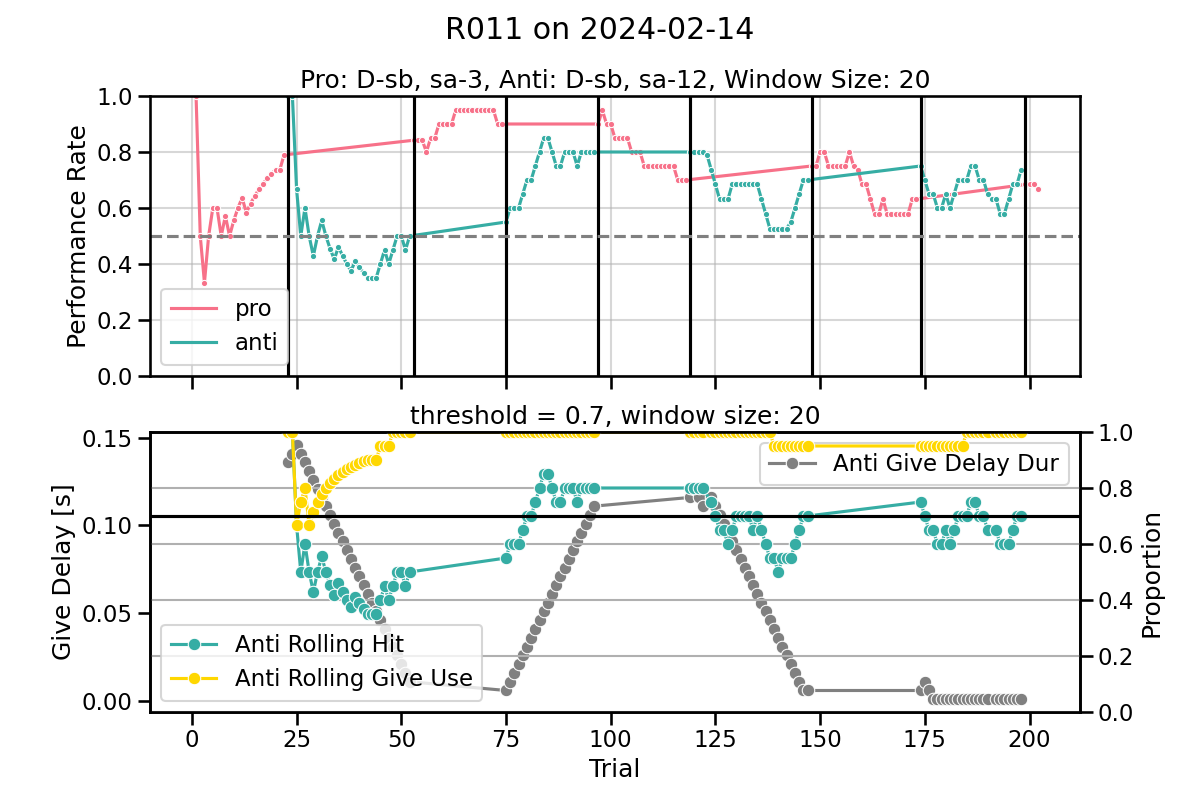 R011 on 2024-02-14
Pro: D-sb, sa-3, Anti: D-sb, sa-12, Window Size: 20
Performance Rate
1.0
0.8
0.6
0.4
0.2
0.0
pro
anti
threshold = 0.7, window size: 20
Give Delay [s]
0.15
0.10
0.05
0.00
Anti Give Delay Dur
Anti Rolling Hit
Anti Rolling Give Use
1.0
0.8
0.6
0.4
0.2
0.0
Proportion
0 25 50 75 100 125 150 175 200
Trial